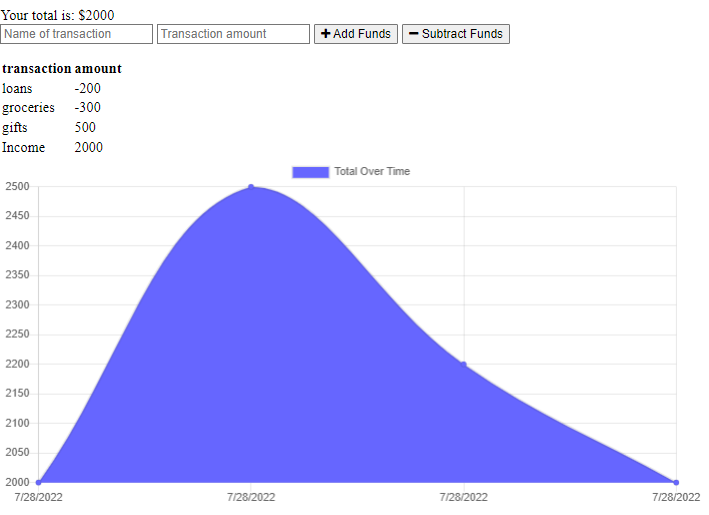 Your total is: $2000
Name of transaction Transaction amount + Add Funds − Subtract Funds
transaction amount
loans -200
groceries -300
gifts 500
Income 2000
Total Over Time
2500
2450
2400
2350
2300
2250
2200
2150
2100
2050
2000
7/28/2022 7/28/2022 7/28/2022 7/28/2022